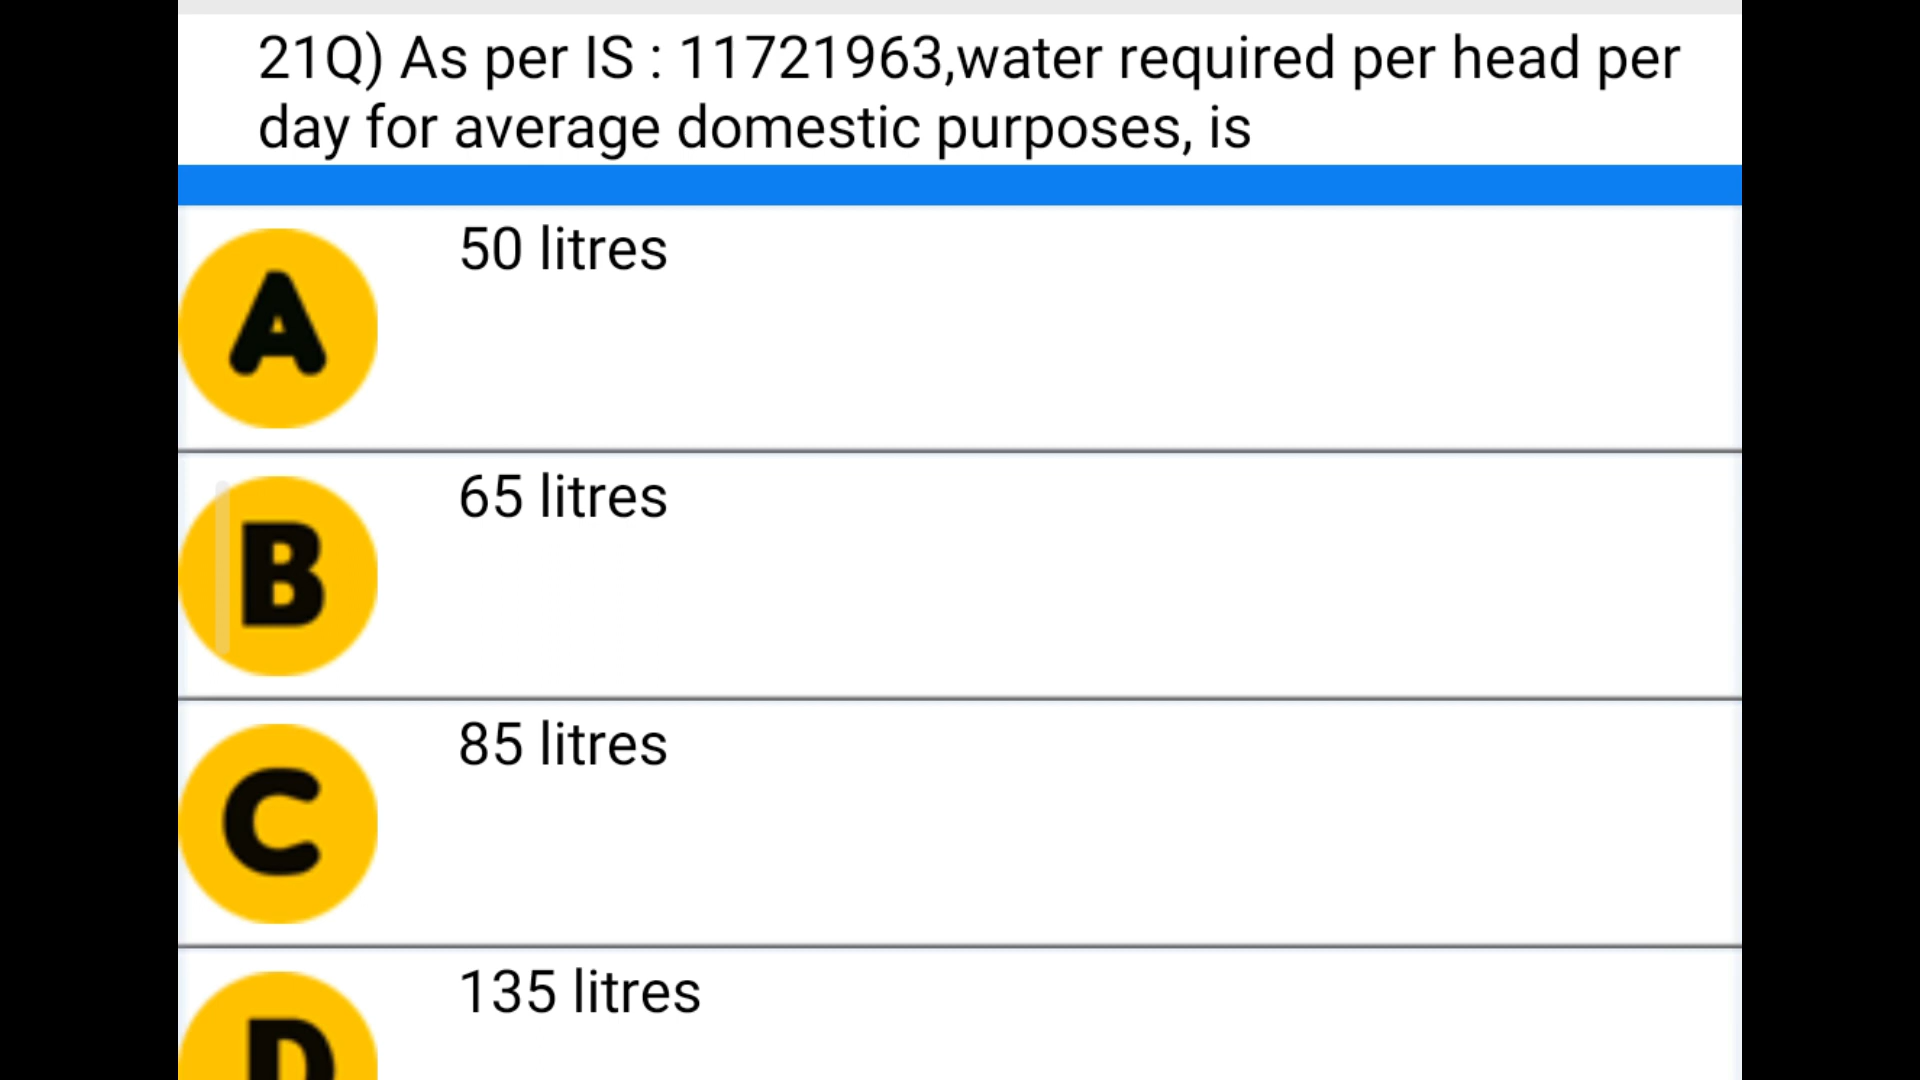 21Q) As per IS : 11721963,water required per head per
day for average domestic purposes, is
A
50 litres
B
65 litres
C
85 litres
D
135 litres